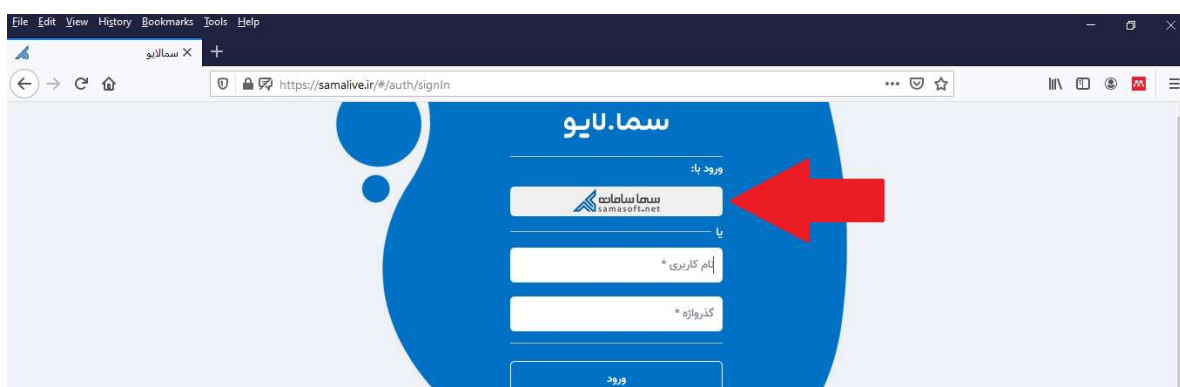 File Edit View History Bookmarks Tools Help
سمالایو
https://samalive.ir/#/auth/signIn
سما.لایو
ورود با:
سما سامانه
samasoft.net
یا
نام کاربری *
گذرواژه *
ورود